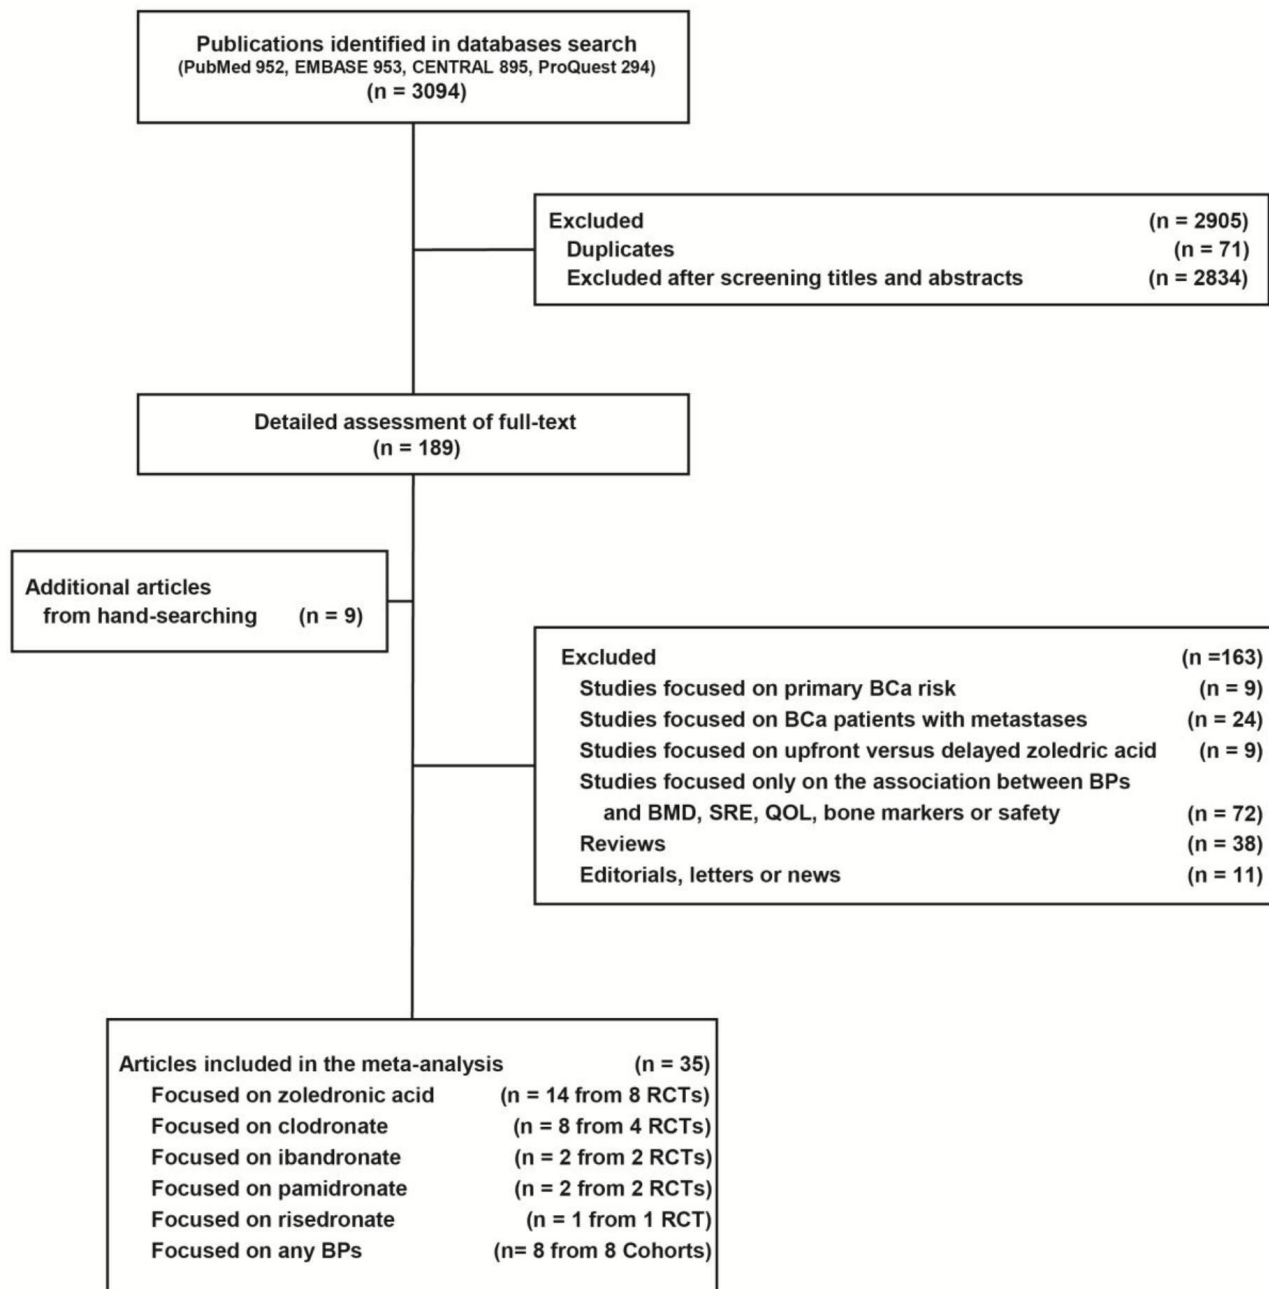 Publications identified in databases search
(PubMed 952, EMBASE 953, CENTRAL 895, ProQuest 294)
(n = 3094)
Excluded (n = 2905)
Duplicates (n = 71)
Excluded after screening titles and abstracts (n = 2834)
Detailed assessment of full-text
(n = 189)
Additional articles
from hand-searching (n = 9)
Excluded (n =163)
Studies focused on primary BCa risk (n = 9)
Studies focused on BCa patients with metastases (n = 24)
Studies focused on upfront versus delayed zoledric acid (n = 9)
Studies focused only on the association between BPs
and BMD, SRE, QOL, bone markers or safety (n = 72)
Reviews (n = 38)
Editorials, letters or news (n = 11)
Articles included in the meta-analysis (n = 35)
Focused on zoledronic acid (n = 14 from 8 RCTs)
Focused on clodronate (n = 8 from 4 RCTs)
Focused on ibandronate (n = 2 from 2 RCTs)
Focused on pamidronate (n = 2 from 2 RCTs)
Focused on risedronate (n = 1 from 1 RCT)
Focused on any BPs (n= 8 from 8 Cohorts)